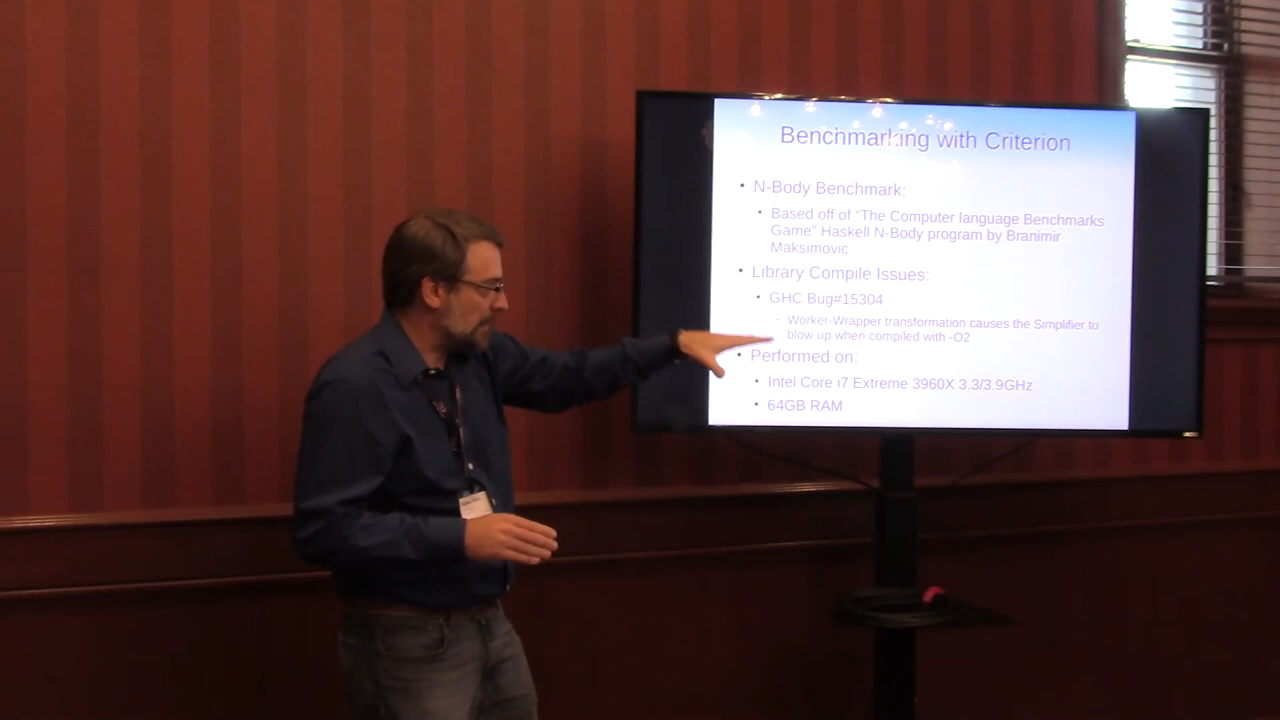 Benchmarking with Criterion
• N-Body Benchmark:
• Based off of “The Computer language Benchmarks
Game” Haskell N-Body program by Branimir
Maksimovic
• Library Compile Issues:
• GHC Bug#15304
– Worker-Wrapper transformation causes the Simplifier to
blow up when compiled with -O2
• Performed on:
• Intel Core i7 Extreme 3960X 3.3/3.9GHz
• 64GB RAM